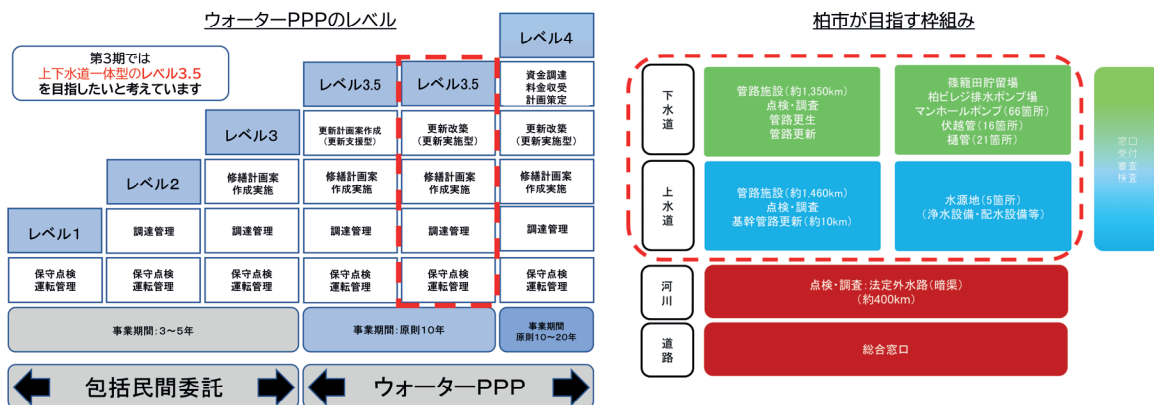 ウォーターPPPのレベル
第3期では
上下水道一体型のレベル3.5
を目指したいと考えています
レベル4
レベル3.5
レベル3.5
資金調達
料金収受
計画策定
レベル3
更新計画案作成
(更新支援型)
更新改築
(更新実施型)
更新改築
(更新実施型)
レベル2
修繕計画案
作成実施
修繕計画案
作成実施
修繕計画案
作成実施
修繕計画案
作成実施
レベル1
調達管理
調達管理
調達管理
調達管理
調達管理
保守点検
運転管理
保守点検
運転管理
保守点検
運転管理
保守点検
運転管理
保守点検
運転管理
保守点検
運転管理
事業期間:3~5年
事業期間:原則10年
事業期間
原則10~20年
包括民間委託
ウォーターPPP
柏市が目指す枠組み
下水道
管路施設(約1,350km)
点検・調査
管路更生
管路更新
篠籠田貯留場
柏ビレジ排水ポンプ場
マンホールポンプ(66箇所)
伏越管(16箇所)
樋管(21箇所)
上水道
管路施設(約1,460km)
点検・調査
基幹管路更新(約10km)
水源地(5箇所)
(浄水設備・配水設備等)
窓口
受付
審査
検査
河川
点検・調査:法定外水路(暗渠)
(約400km)
道路
総合窓口